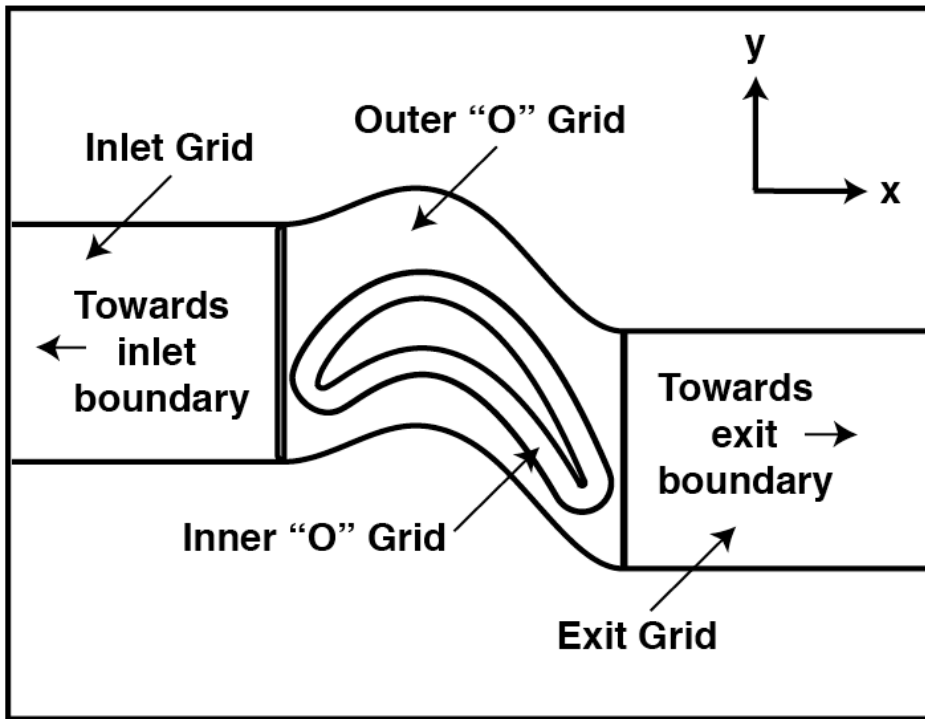 y
x
Outer “O” Grid
Inlet Grid
Towards
inlet
boundary
Towards
exit
boundary
Inner “O” Grid
Exit Grid